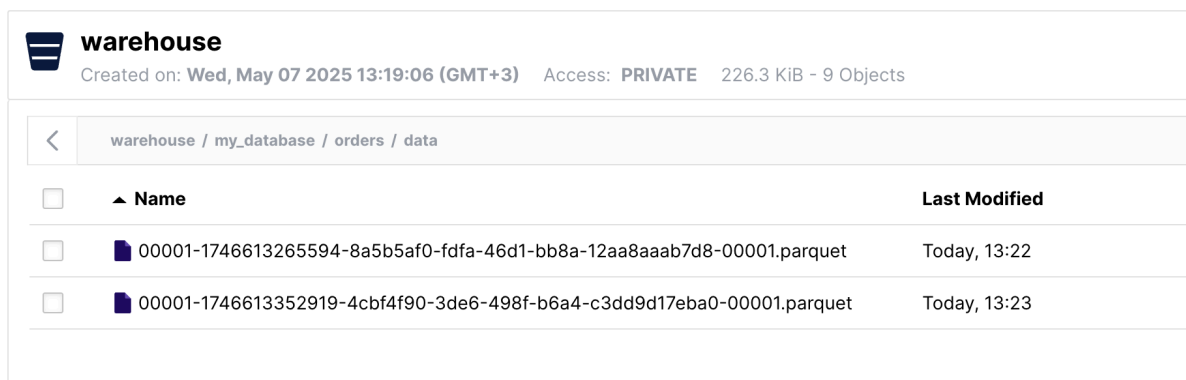 warehouse
Created on: Wed, May 07 2025 13:19:06 (GMT+3) Access: PRIVATE 226.3 KiB - 9 Objects
warehouse / my_database / orders / data
Name Last Modified
00001-1746613265594-8a5b5af0-fdfa-46d1-bb8a-12aa8aaab7d8-00001.parquet Today, 13:22
00001-1746613352919-4cbf4f90-3de6-498f-b6a4-c3dd9d17eba0-00001.parquet Today, 13:23